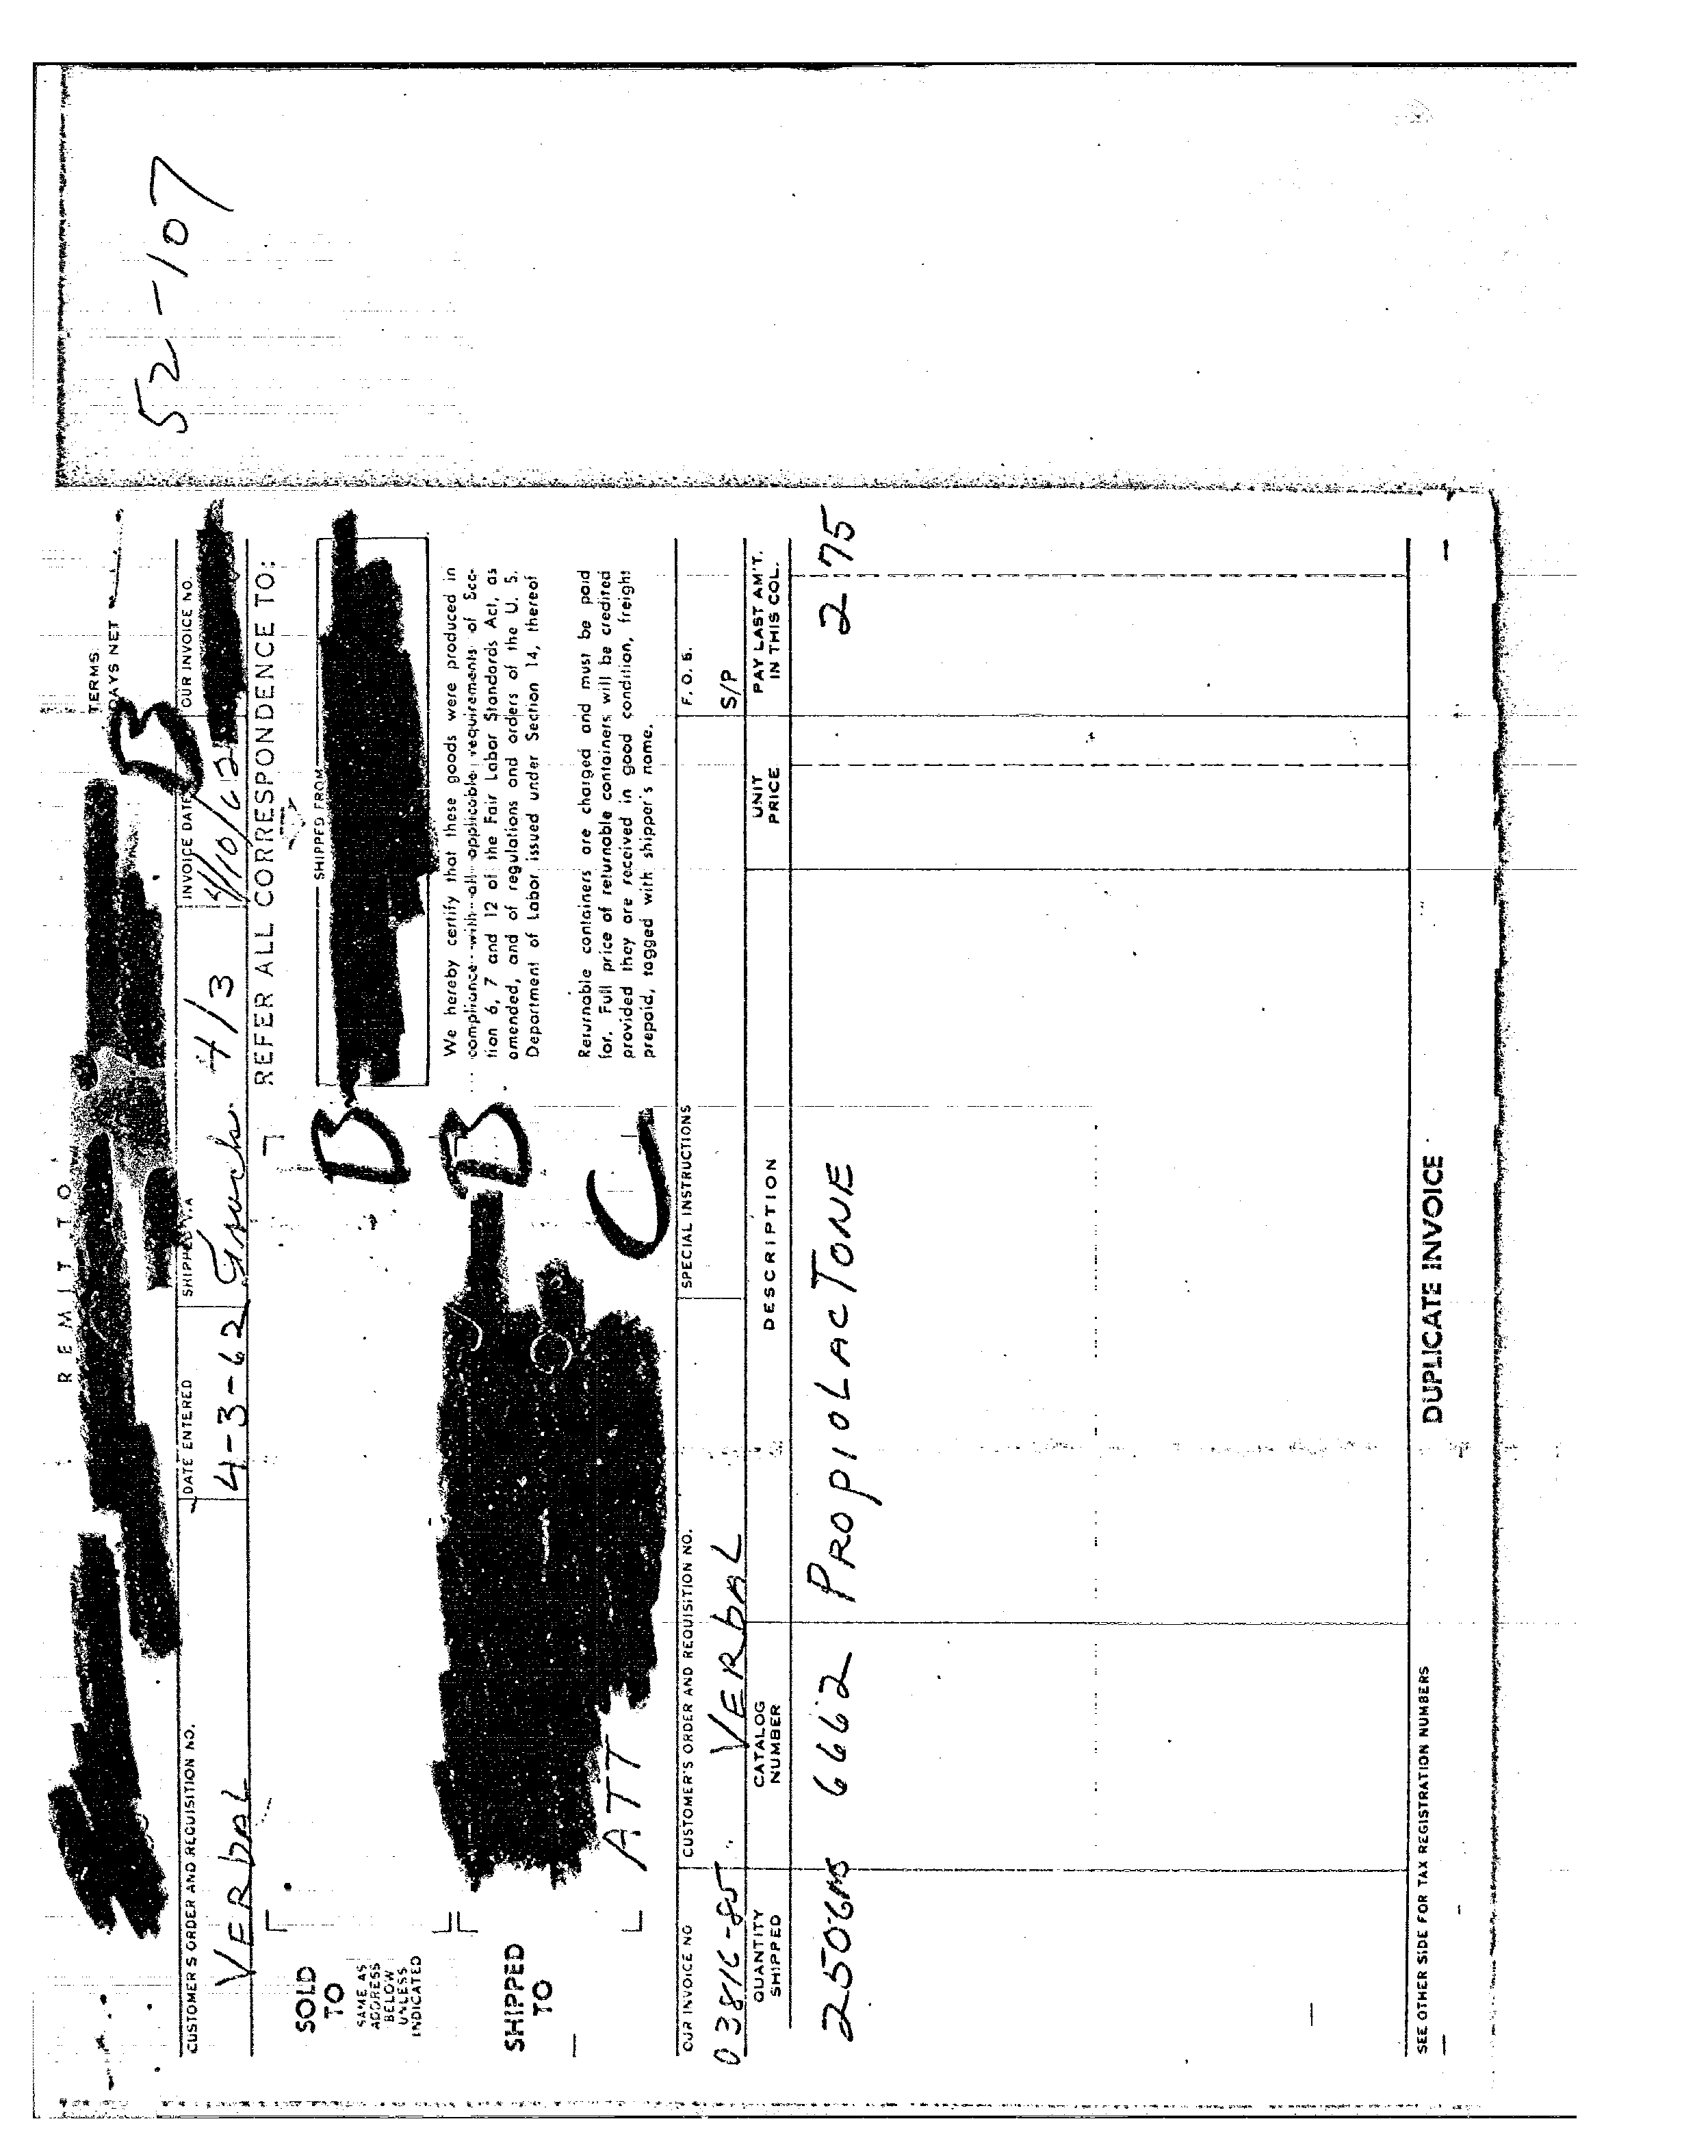 52-107
REMIT TO
TERMS:
DAYS NET
CUSTOMER'S ORDER AND REQUISITION NO.
DATE ENTERED
SHIPPED VIA
INVOICE DATE
OUR INVOICE NO.
VERbAL
4-3-62
4/3
4/10/62
B
REFER ALL CORRESPONDENCE TO:
SOLD
TO
SAME AS
ADDRESS
BELOW
UNLESS
INDICATED
B
SHIPPED FROM
SHIPPED
TO
B
C
ATT
We hereby certify that these goods were produced in
compliance with all applicable requirements of Sec-
tion 6, 7 and 12 of the Fair Labor Standards Act, as
amended, and of regulations and orders of the U. S.
Department of Labor issued under Section 14, thereof
Returnable containers are charged and must be paid
for. Full price of returnable containers will be credited
provided they are received in good condition, freight
prepaid, tagged with shipper's name.
OUR INVOICE NO
CUSTOMER'S ORDER AND REQUISITION NO.
SPECIAL INSTRUCTIONS
F. O. B.
03816-85
VERbAL
S/P
QUANTITY
SHIPPED
CATALOG
NUMBER
DESCRIPTION
UNIT
PRICE
PAY LAST AM'T.
IN THIS COL.
250GMS 6662 PROPIOLACTONE 2 75
SEE OTHER SIDE FOR TAX REGISTRATION NUMBERS
DUPLICATE INVOICE